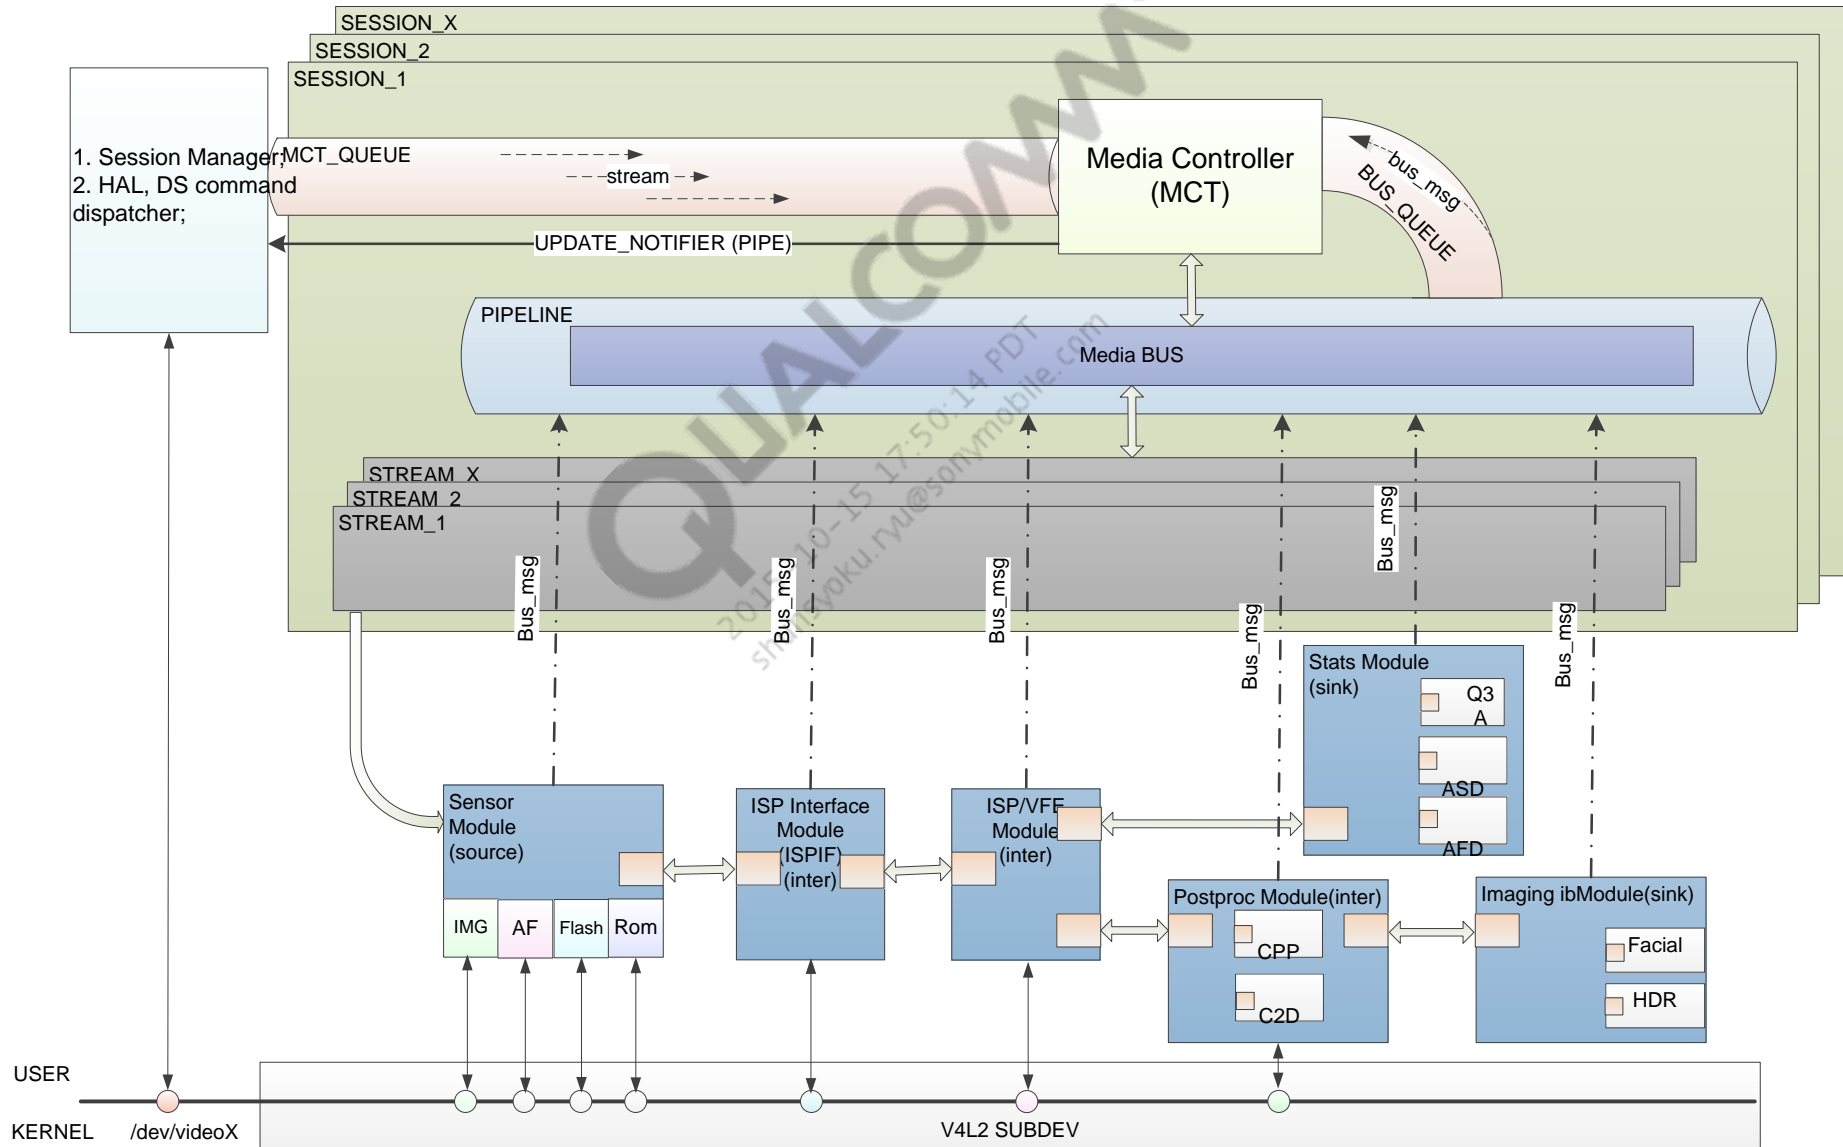 SESSION_X
SESSION_2
SESSION_1
1. Session Manager;
2. HAL, DS command
dispatcher;
MCT_QUEUE
stream
UPDATE_NOTIFIER (PIPE)
Media Controller
(MCT)
bus_msg
BUS_QUEUE
PIPELINE
Media BUS
QUALCOMM
2015-10-15 17:50:14 PDT
STREAM_X
STREAM_2
STREAM_1
Bus_msg
Bus_msg
Bus_msg
Bus_msg
Bus_msg
Bus_msg
Stats Module
(sink)
Q3
A
ASD
AFD
Sensor
Module
(source)
IMG
AF
Flash
Rom
ISP Interface
Module
(ISPIF)
(inter)
ISP/VFE
Module
(inter)
Postproc Module(inter)
CPP
C2D
Imaging ibModule(sink)
Facial
HDR
USER
KERNEL
/dev/videoX
V4L2 SUBDEV